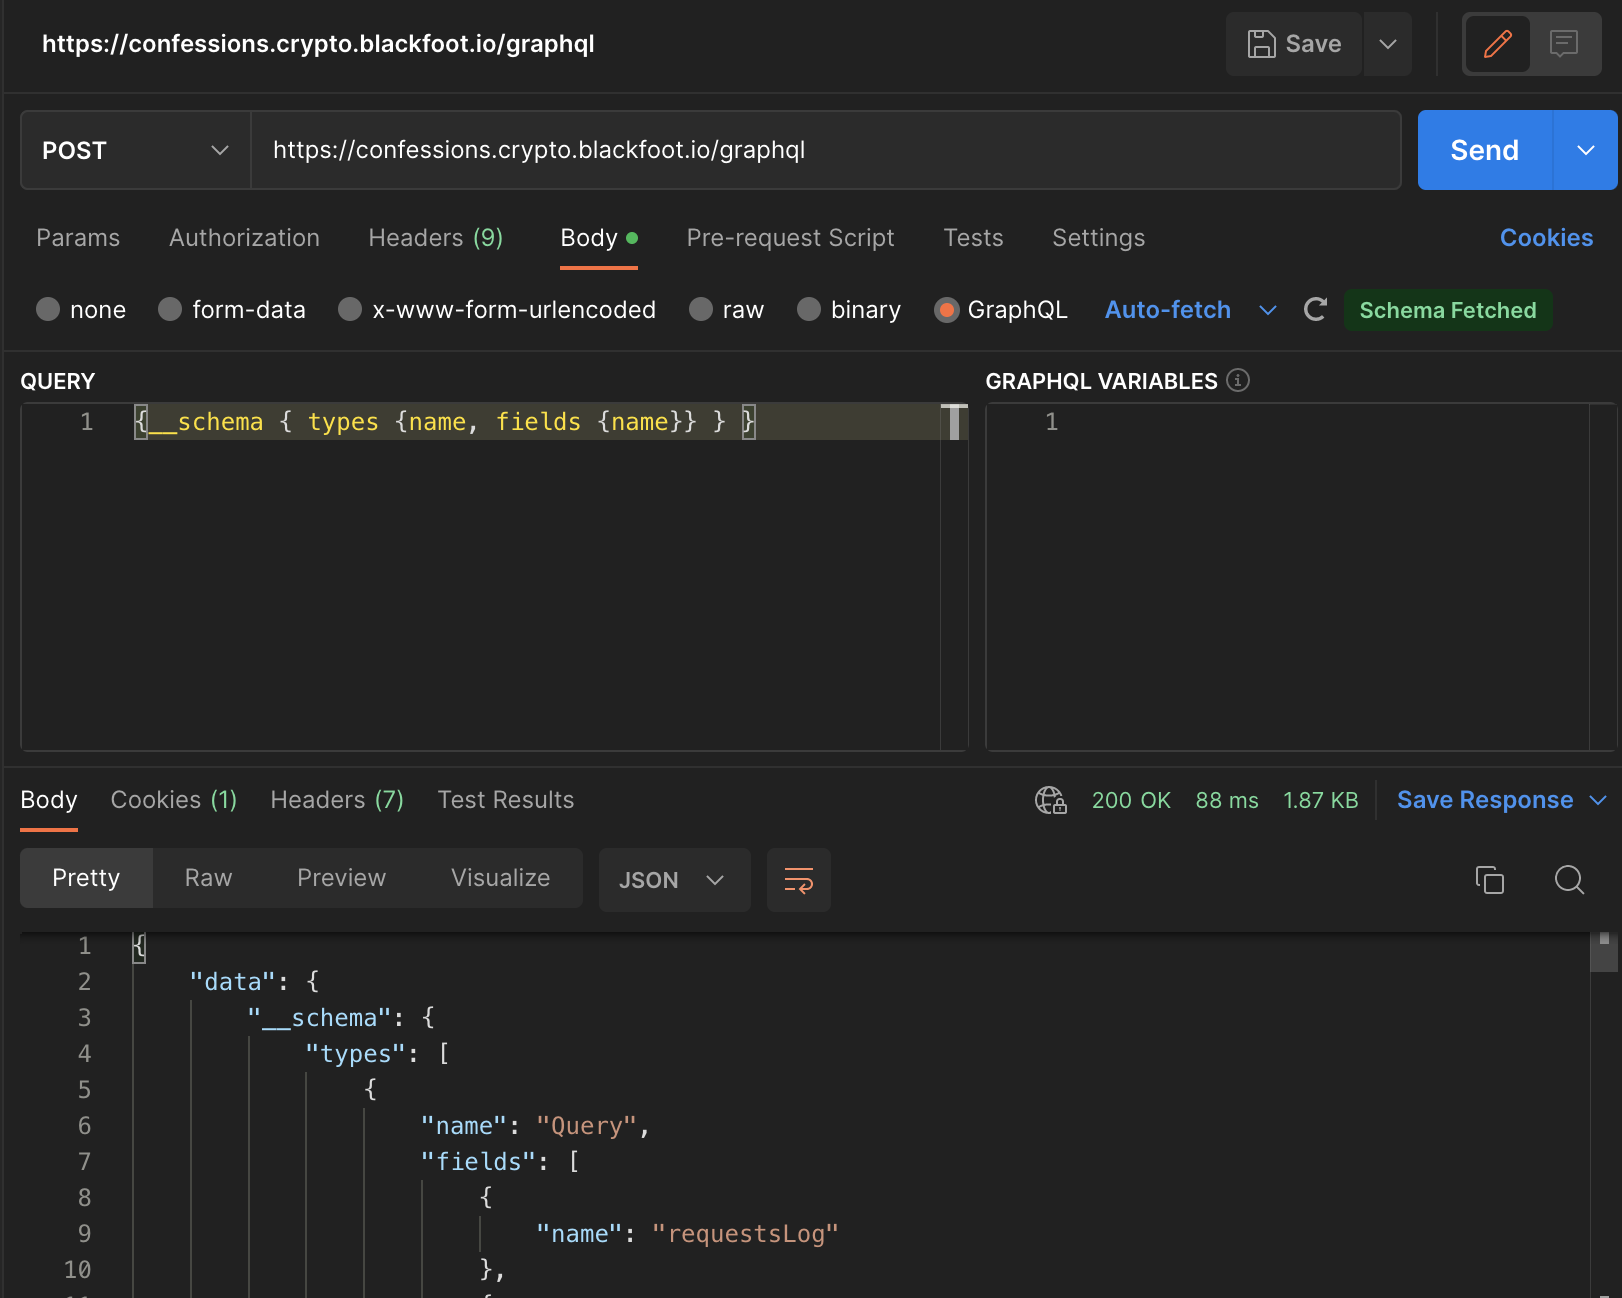 https://confessions.crypto.blackfoot.io/graphql
Save
POST
https://confessions.crypto.blackfoot.io/graphql
Send
Params Authorization Headers (9) Body Pre-request Script Tests Settings Cookies
none form-data x-www-form-urlencoded raw binary GraphQL Auto-fetch Schema Fetched
QUERY
1 {__schema { types {name, fields {name}} } }
GRAPHQL VARIABLES
1
Body Cookies (1) Headers (7) Test Results 200 OK 88 ms 1.87 KB Save Response
Pretty Raw Preview Visualize JSON
1 {
2 "data": {
3 "__schema": {
4 "types": [
5 {
6 "name": "Query",
7 "fields": [
8 {
9 "name": "requestsLog"
10 },